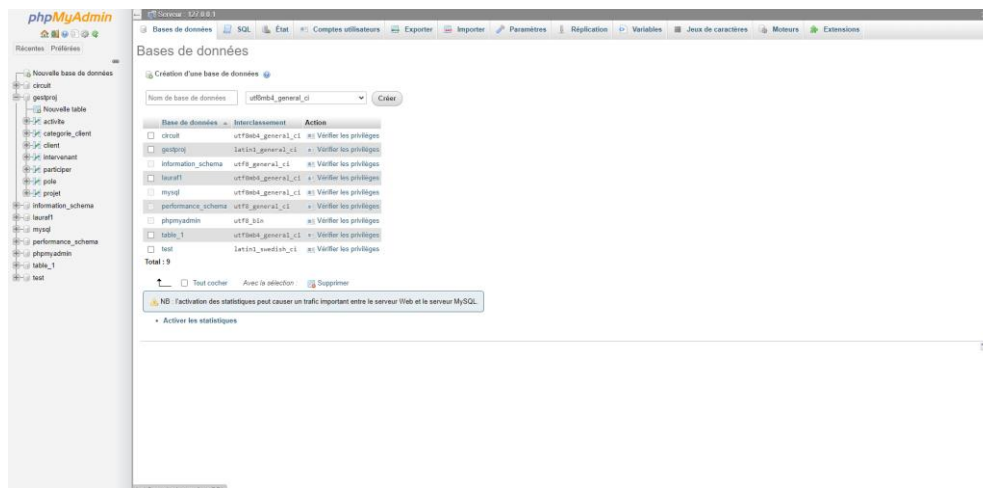 phpMyAdmin
Récentes Préférées
Nouvelle base de données
circuit
gestproj
Nouvelle table
activite
categorie_client
client
intervenant
participer
pole
projet
information_schema
lauraf1
mysql
performance_schema
phpmyadmin
table_1
test
Serveur : 127.0.0.1
Bases de données SQL État Comptes utilisateurs Exporter Importer Paramètres Réplication Variables Jeux de caractères Moteurs Extensions
Bases de données
Création d'une base de données
Nom de base de données utf8mb4_general_ci Créer
Base de données Interclassement Action
circuit utf8mb4_general_ci Vérifier les privilèges
gestproj latin1_general_ci Vérifier les privilèges
information_schema utf8_general_ci Vérifier les privilèges
lauraf1 utf8mb4_general_ci Vérifier les privilèges
mysql utf8mb4_general_ci Vérifier les privilèges
performance_schema utf8_general_ci Vérifier les privilèges
phpmyadmin utf8_bin Vérifier les privilèges
table_1 utf8mb4_general_ci Vérifier les privilèges
test latin1_swedish_ci Vérifier les privilèges
Total : 9
Tout cocher Avec la sélection : Supprimer
NB : l'activation des statistiques peut causer un trafic important entre le serveur Web et le serveur MySQL.
Activer les statistiques